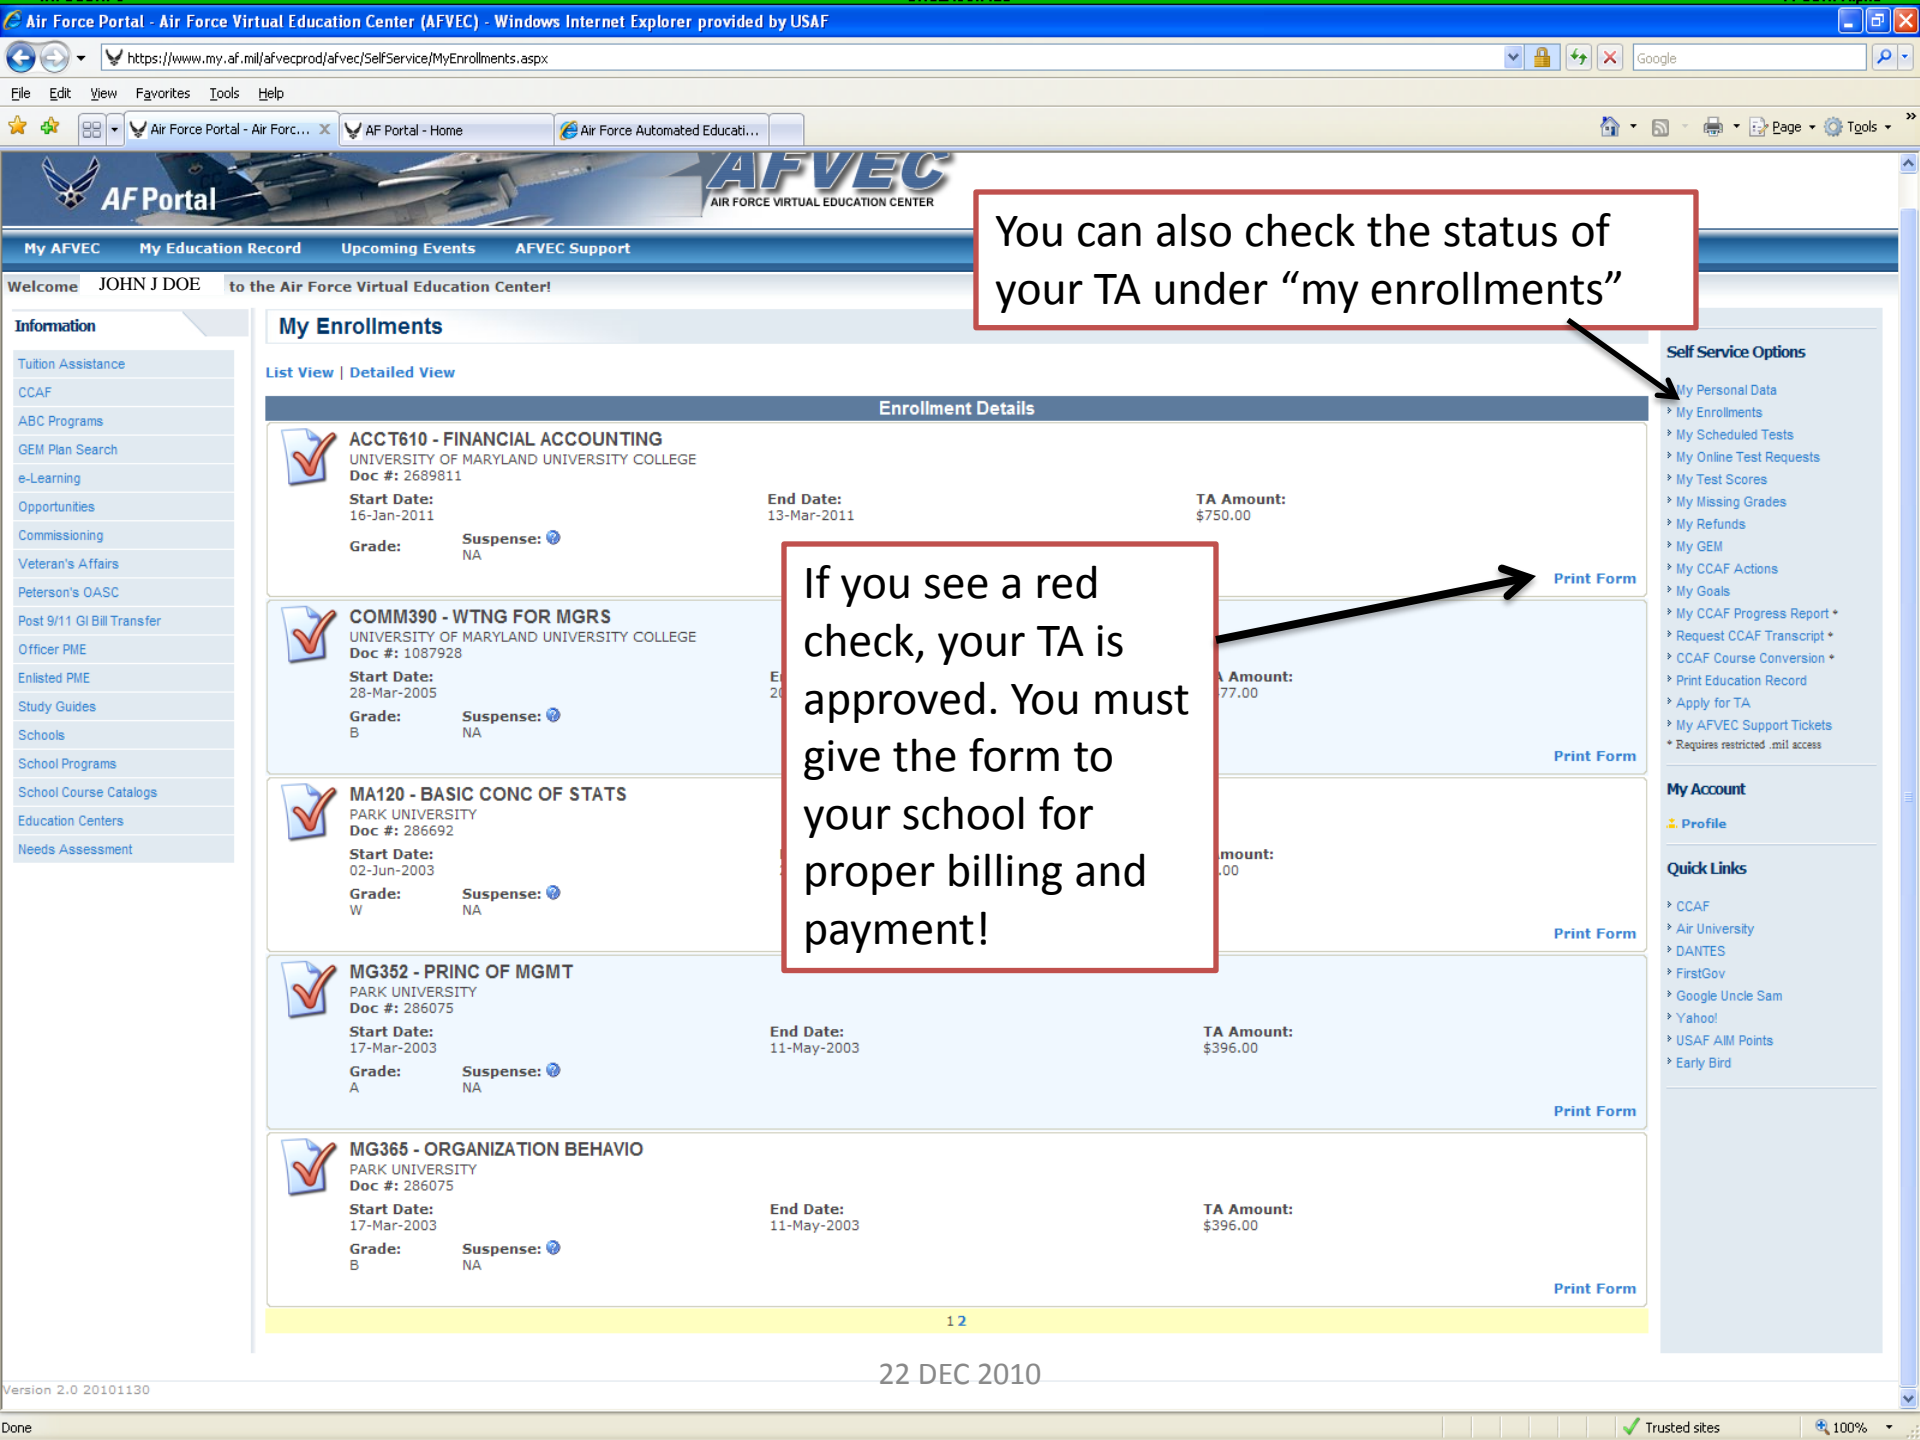 Air Force Portal - Air Force Virtual Education Center (AFVEC) - Windows Internet Explorer provided by USAF
https://www.my.af.mil/afvecprod/afvec/SelfService/MyEnrollments.aspx
Google
File Edit View Favorites Tools Help
Air Force Portal - Air Forc...
AF Portal - Home
Air Force Automated Educati...
Page
Tools
AF Portal
AFVEC
AIR FORCE VIRTUAL EDUCATION CENTER
My AFVEC
My Education Record
Upcoming Events
AFVEC Support
Welcome JOHN J DOE to the Air Force Virtual Education Center!
You can also check the status of
your TA under “my enrollments”
Information
Tuition Assistance
CCAF
ABC Programs
GEM Plan Search
e-Learning
Opportunities
Commissioning
Veteran's Affairs
Peterson's OASC
Post 9/11 GI Bill Transfer
Officer PME
Enlisted PME
Study Guides
Schools
School Programs
School Course Catalogs
Education Centers
Needs Assessment
My Enrollments
List View | Detailed View
Enrollment Details
ACCT610 - FINANCIAL ACCOUNTING
UNIVERSITY OF MARYLAND UNIVERSITY COLLEGE
Doc #: 2689811
Start Date: End Date: TA Amount:
16-Jan-2011 13-Mar-2011 $750.00
Grade: Suspense:
NA
Print Form
COMM390 - WTNG FOR MGRS
UNIVERSITY OF MARYLAND UNIVERSITY COLLEGE
Doc #: 1087928
Start Date: Amount:
28-Mar-2005 77.00
Grade: Suspense:
B NA
Print Form
MA120 - BASIC CONC OF STATS
PARK UNIVERSITY
Doc #: 286692
Start Date: mount:
02-Jun-2003 .00
Grade: Suspense:
W NA
Print Form
MG352 - PRINC OF MGMT
PARK UNIVERSITY
Doc #: 286075
Start Date: End Date: TA Amount:
17-Mar-2003 11-May-2003 $396.00
Grade: Suspense:
A NA
Print Form
MG365 - ORGANIZATION BEHAVIO
PARK UNIVERSITY
Doc #: 286075
Start Date: End Date: TA Amount:
17-Mar-2003 11-May-2003 $396.00
Grade: Suspense:
B NA
Print Form
1 2
If you see a red
check, your TA is
approved. You must
give the form to
your school for
proper billing and
payment!
Self Service Options
My Personal Data
My Enrollments
My Scheduled Tests
My Online Test Requests
My Test Scores
My Missing Grades
My Refunds
My GEM
My CCAF Actions
My Goals
My CCAF Progress Report *
Request CCAF Transcript *
CCAF Course Conversion *
Print Education Record
Apply for TA
My AFVEC Support Tickets
* Requires restricted .mil access
My Account
Profile
Quick Links
CCAF
Air University
DANTES
FirstGov
Google Uncle Sam
Yahoo!
USAF AIM Points
Early Bird
22 DEC 2010
Version 2.0 20101130
Done
Trusted sites
100%